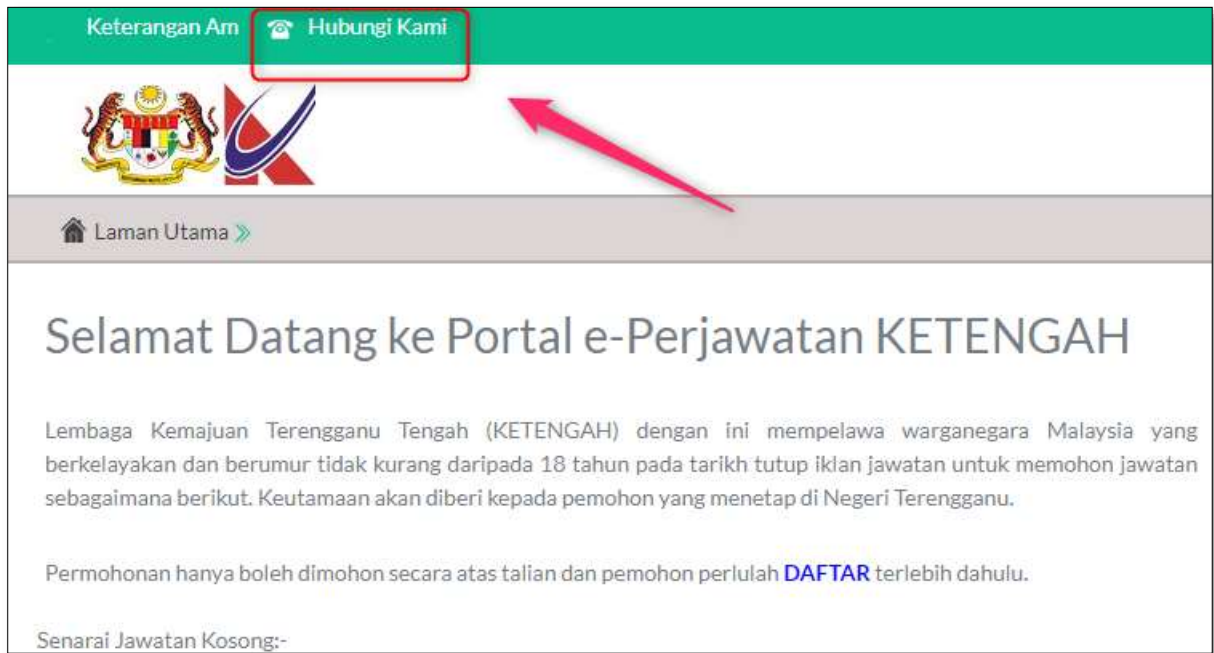 Keterangan Am ☎ Hubungi Kami
Laman Utama »
Selamat Datang ke Portal e-Perjawatan KETENGAH
Lembaga Kemajuan Terengganu Tengah (KETENGAH) dengan ini mempelawa warganegara Malaysia yang
berkelayakan dan berumur tidak kurang daripada 18 tahun pada tarikh tutup iklan jawatan untuk memohon jawatan
sebagaimana berikut. Keutamaan akan diberi kepada pemohon yang menetap di Negeri Terengganu.
Permohonan hanya boleh dimohon secara atas talian dan pemohon perlulah DAFTAR terlebih dahulu.
Senarai Jawatan Kosong:-